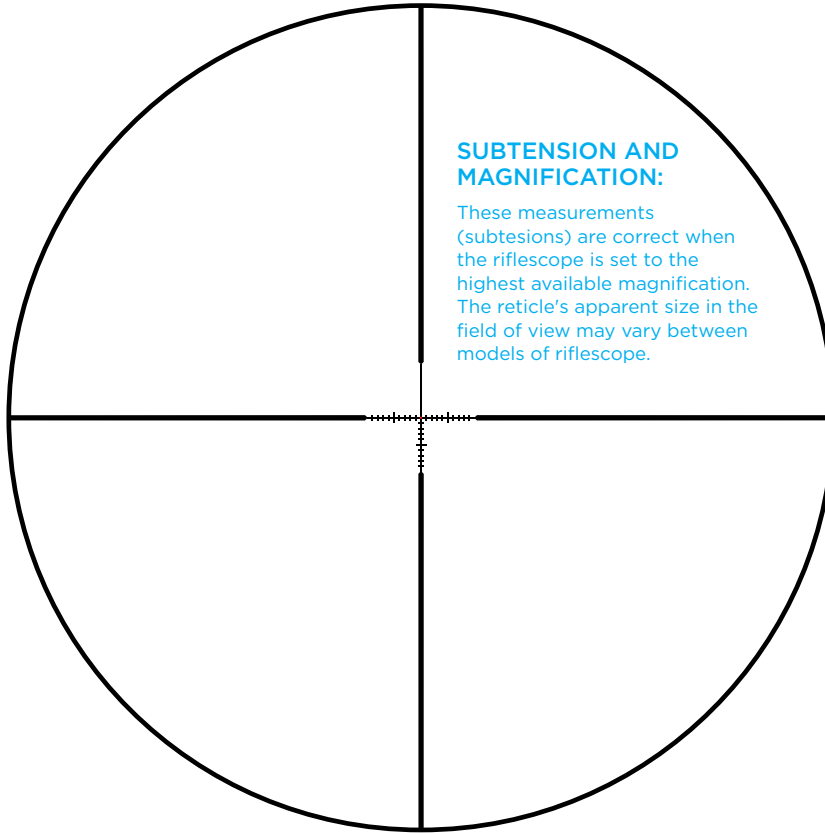 SUBTENSION AND
MAGNIFICATION:
These measurements
(subtesions) are correct when
the riflescope is set to the
highest available magnification.
The reticle's apparent size in the
field of view may vary between
models of riflescope.